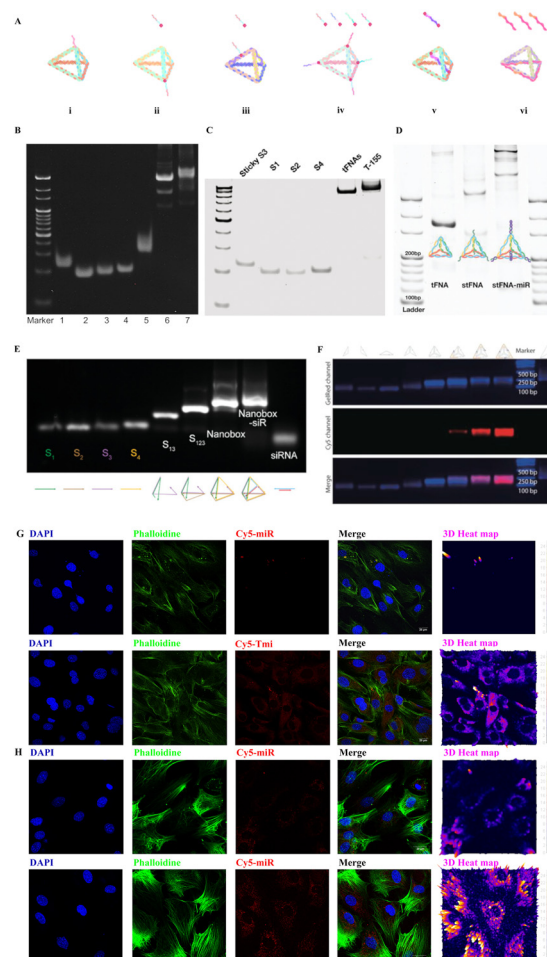 A
i ii iii iv v vi
B
Marker 1 2 3 4 5 6 7
C
Sticky S3 S1 S2 S4 tFNAs T-155
D
200bp
100bp
Ladder
tFNA stFNA stFNA-miR
E
S1 S2 S3 S4 S13 S123 Nanobox Nanobox-siR siRNA
F
Marker
GelRed channel
500 bp
250 bp
100 bp
Cy5 channel
Merge
500 bp
250 bp
100 bp
G
DAPI Phalloidine Cy5-miR Merge 3D Heat map
DAPI Phalloidine Cy5-Tmi Merge 3D Heat map
H
DAPI Phalloidine Cy5-miR Merge 3D Heat map
DAPI Phalloidine Cy5-miR Merge 3D Heat map